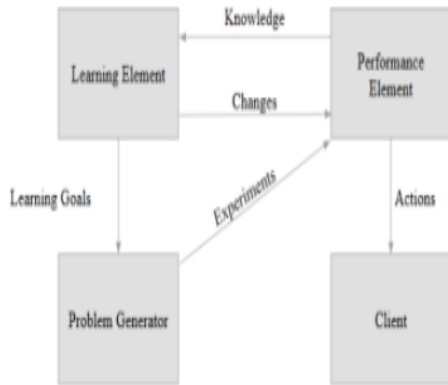 Knowledge
Learning Element
Performance
Element
Changes
Learning Goals
Experiments
Actions
Problem Generator
Client